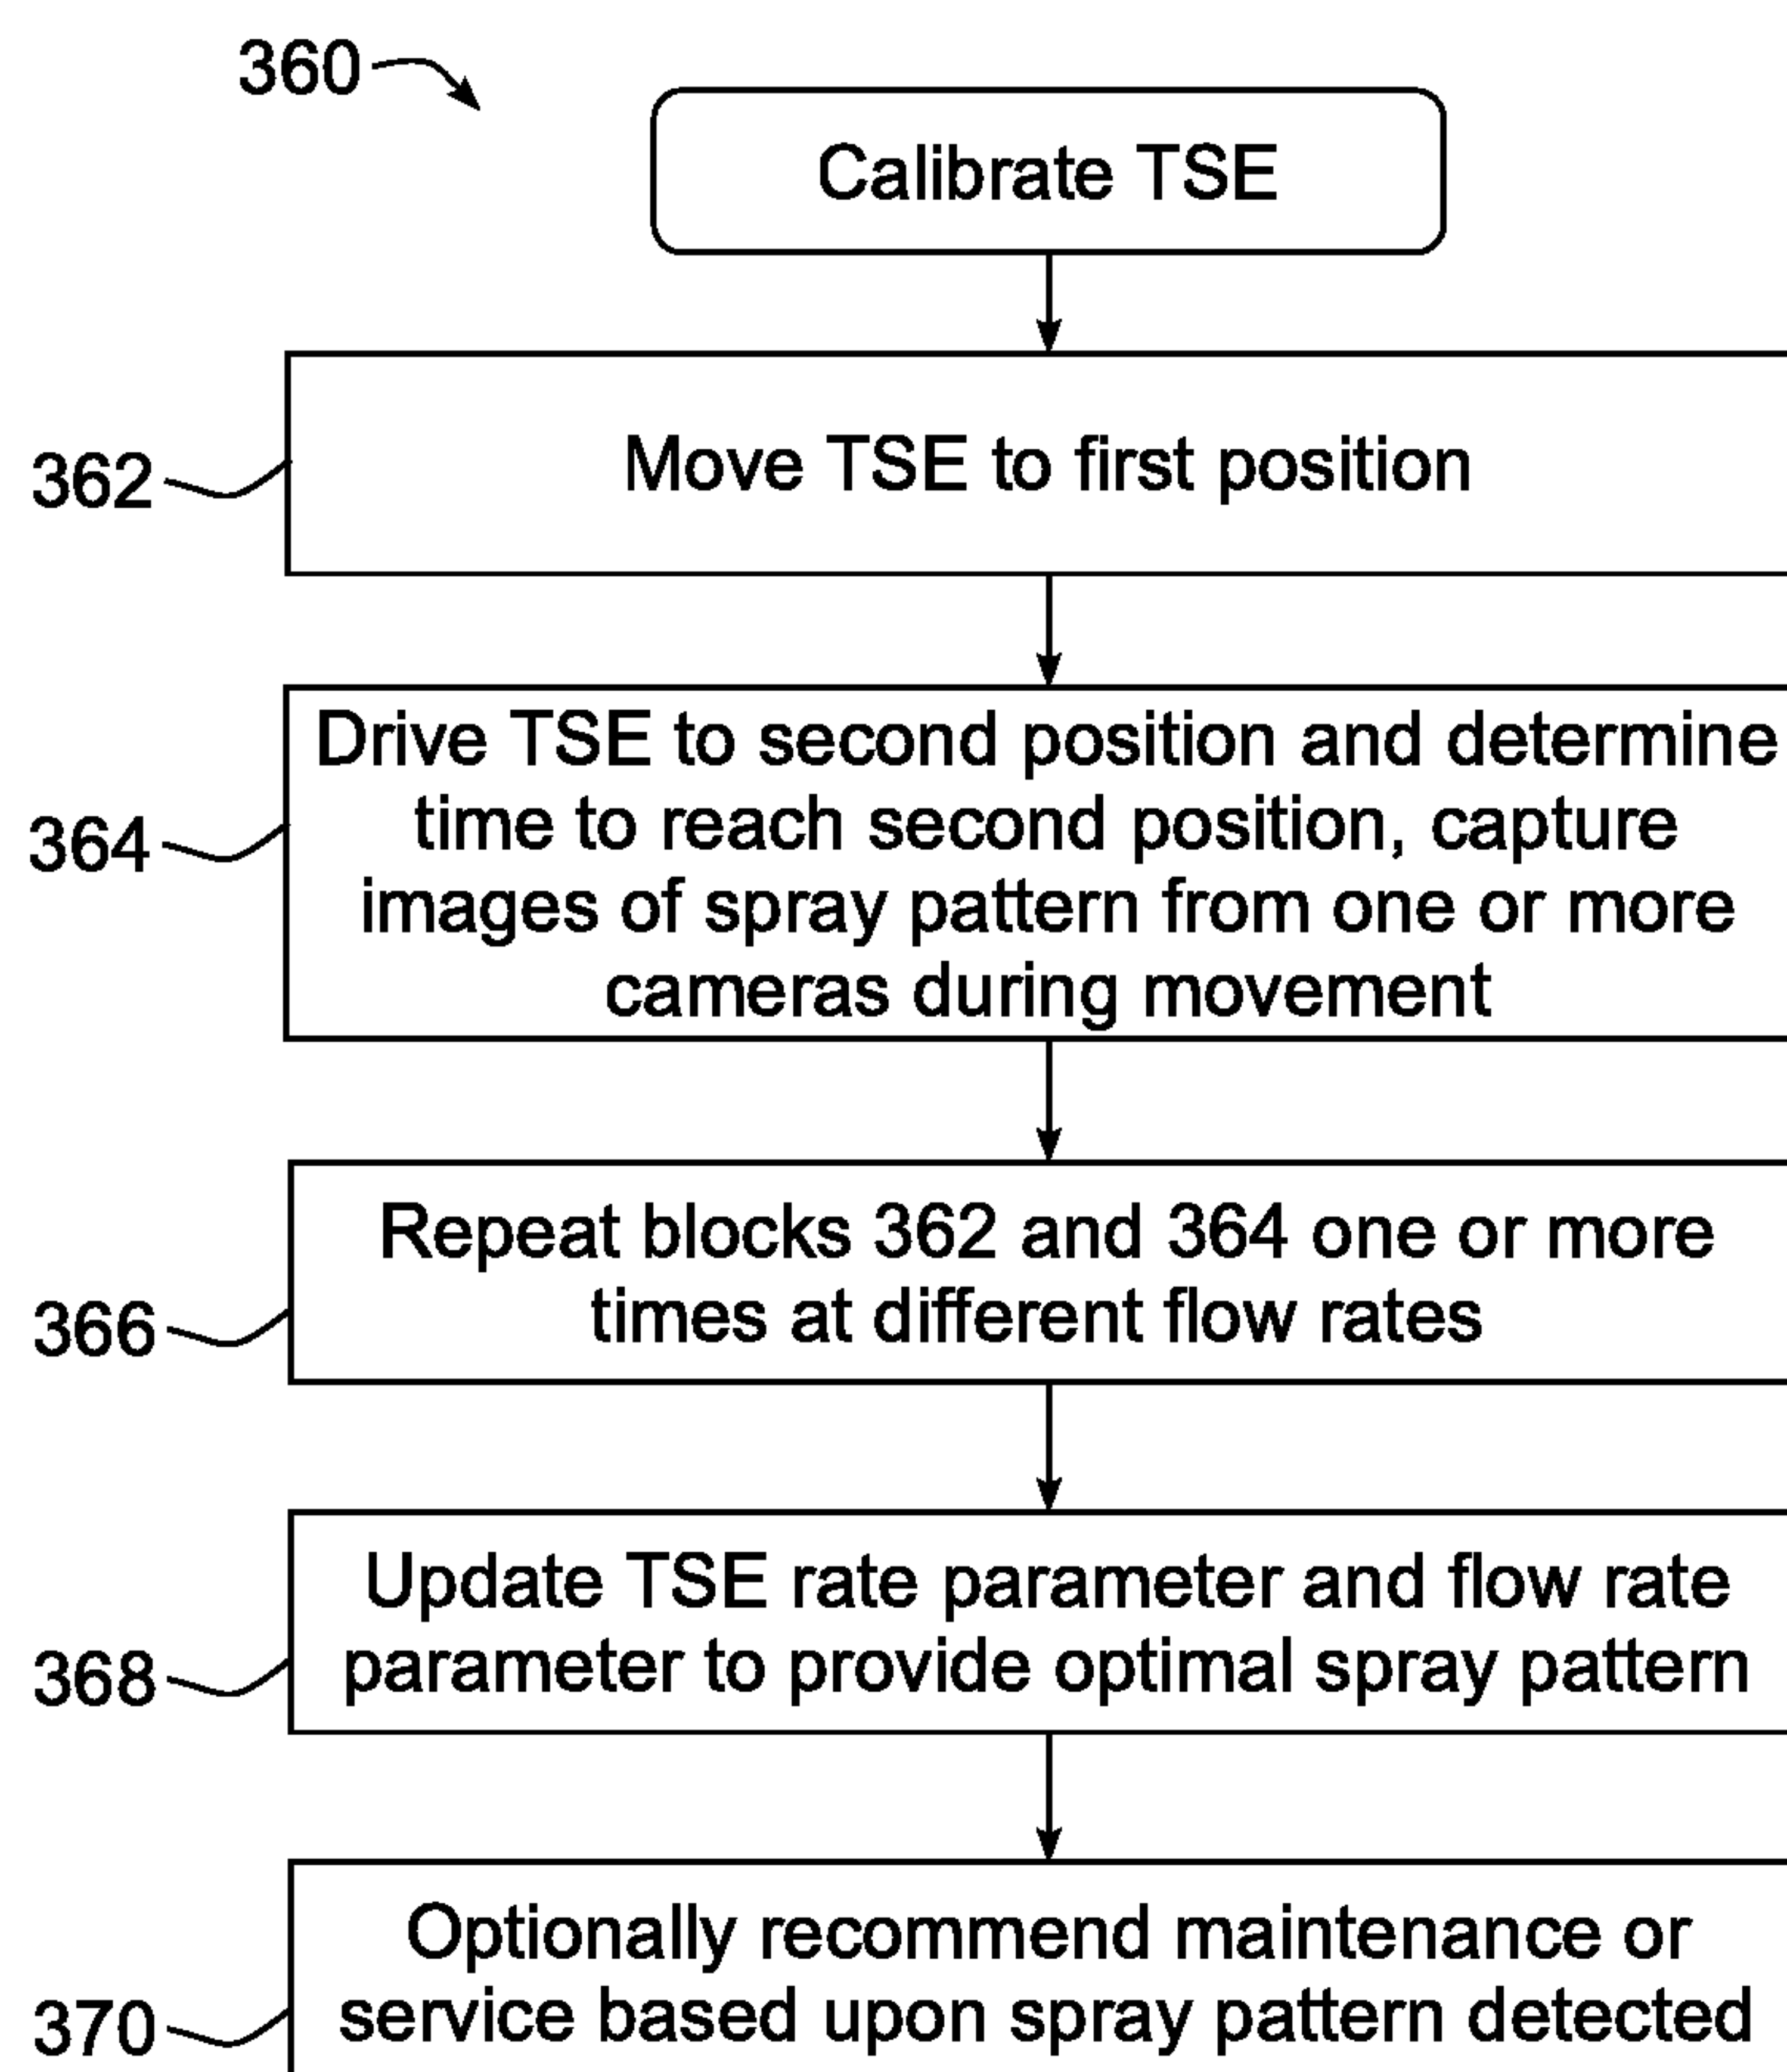 360
Calibrate TSE
362
Move TSE to first position
364
Drive TSE to second position and determine
time to reach second position, capture
images of spray pattern from one or more
cameras during movement
366
Repeat blocks 362 and 364 one or more
times at different flow rates
368
Update TSE rate parameter and flow rate
parameter to provide optimal spray pattern
370
Optionally recommend maintenance or
service based upon spray pattern detected